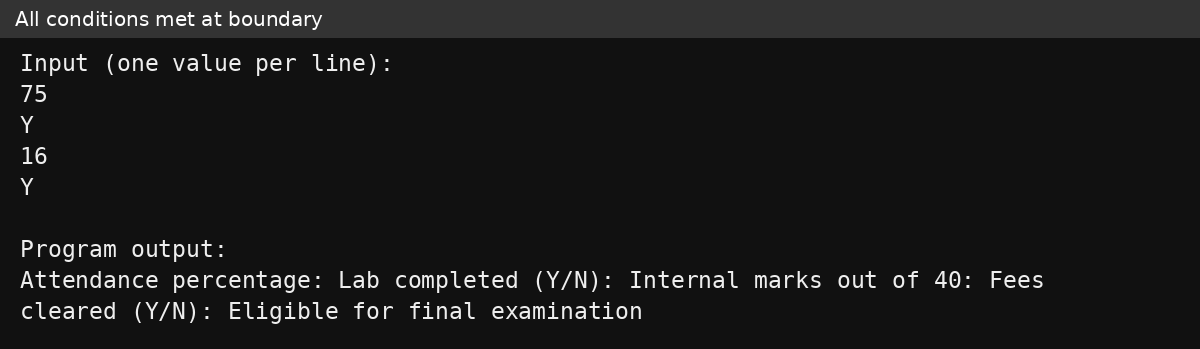 All conditions met at boundary
Input (one value per line):
75
Y
16
Y
Program output:
Attendance percentage: Lab completed (Y/N): Internal marks out of 40: Fees
cleared (Y/N): Eligible for final examination